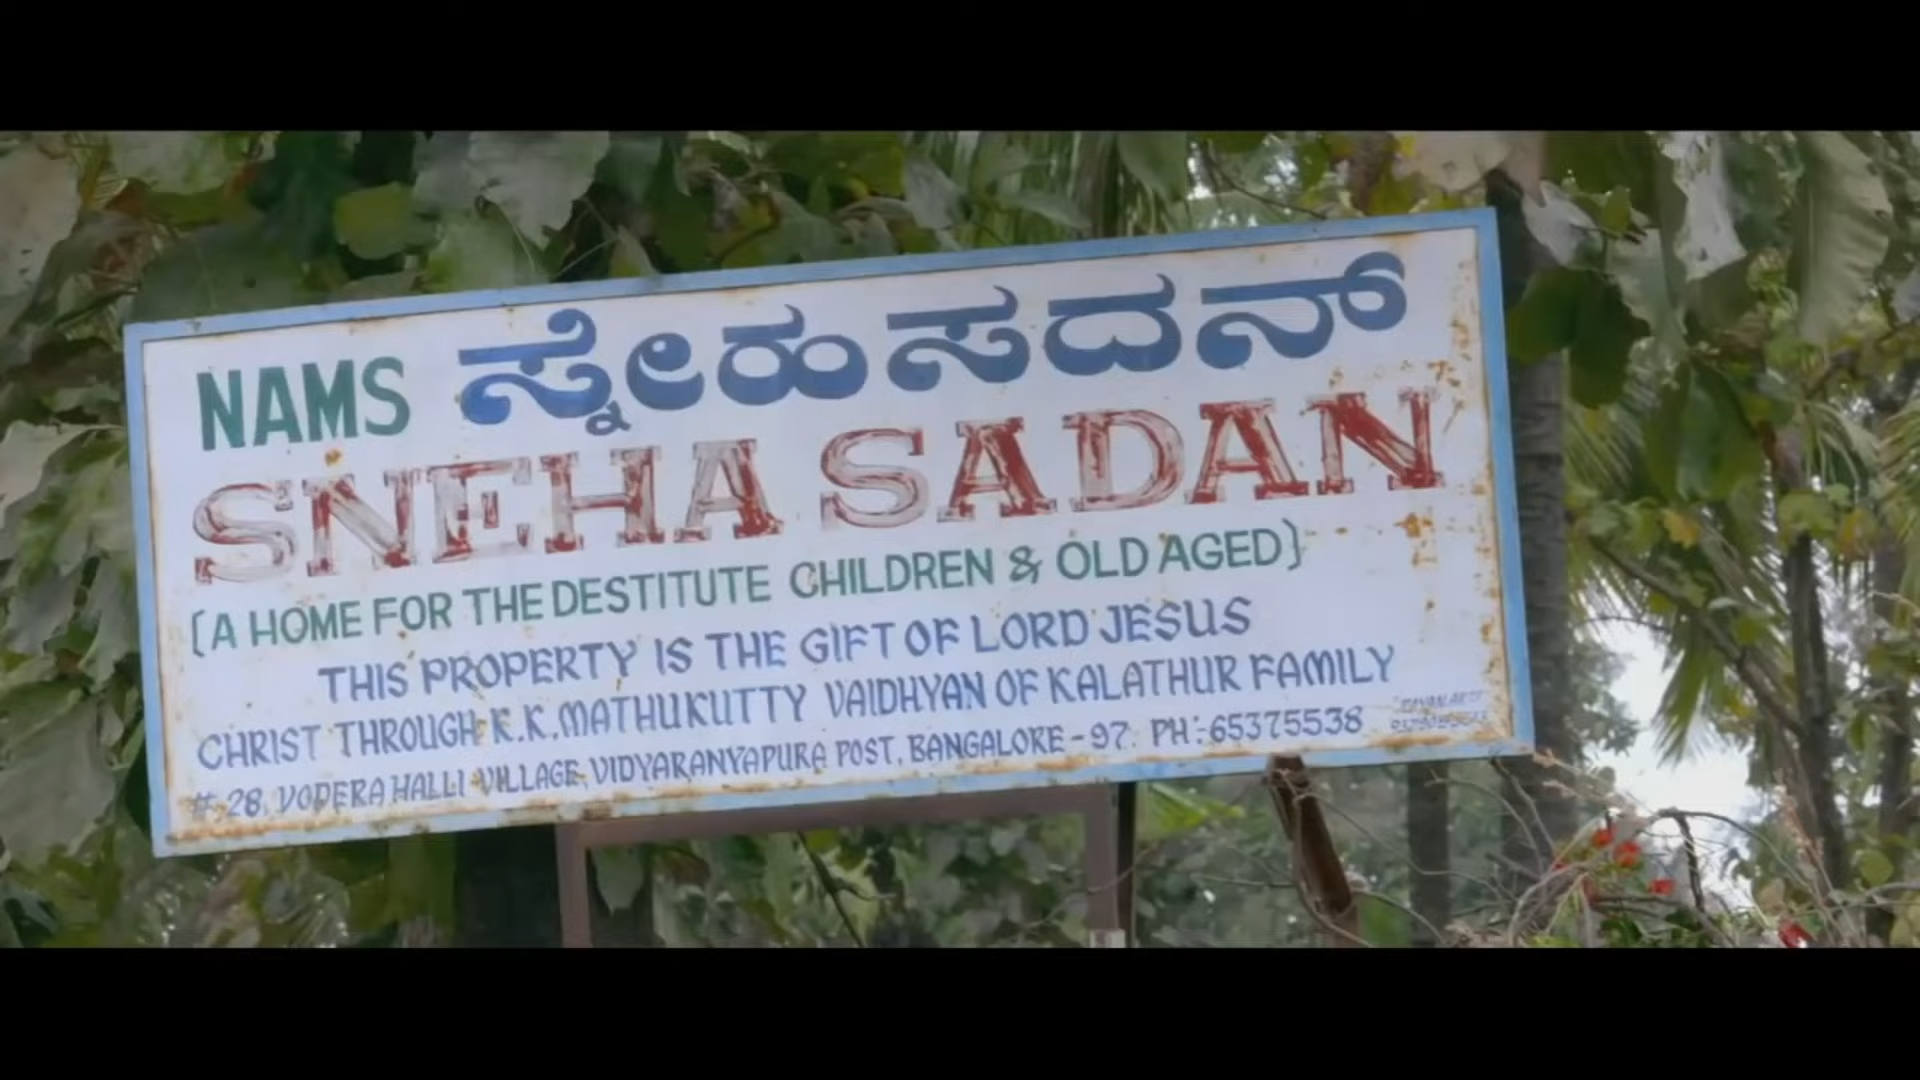 NAMS ಸ್ನೇಹಸದನ್
SNEHA SADAN
(A HOME FOR THE DESTITUTE CHILDREN & OLD AGED)
THIS PROPERTY IS THE GIFT OF LORD JESUS
CHRIST THROUGH K.K.MATHUKUTTY VAIDHYAN OF KALATHUR FAMILY
# 28, VODERA HALLI VILLAGE, VIDYARANYAPURA POST, BANGALORE - 97. PH:-65375538